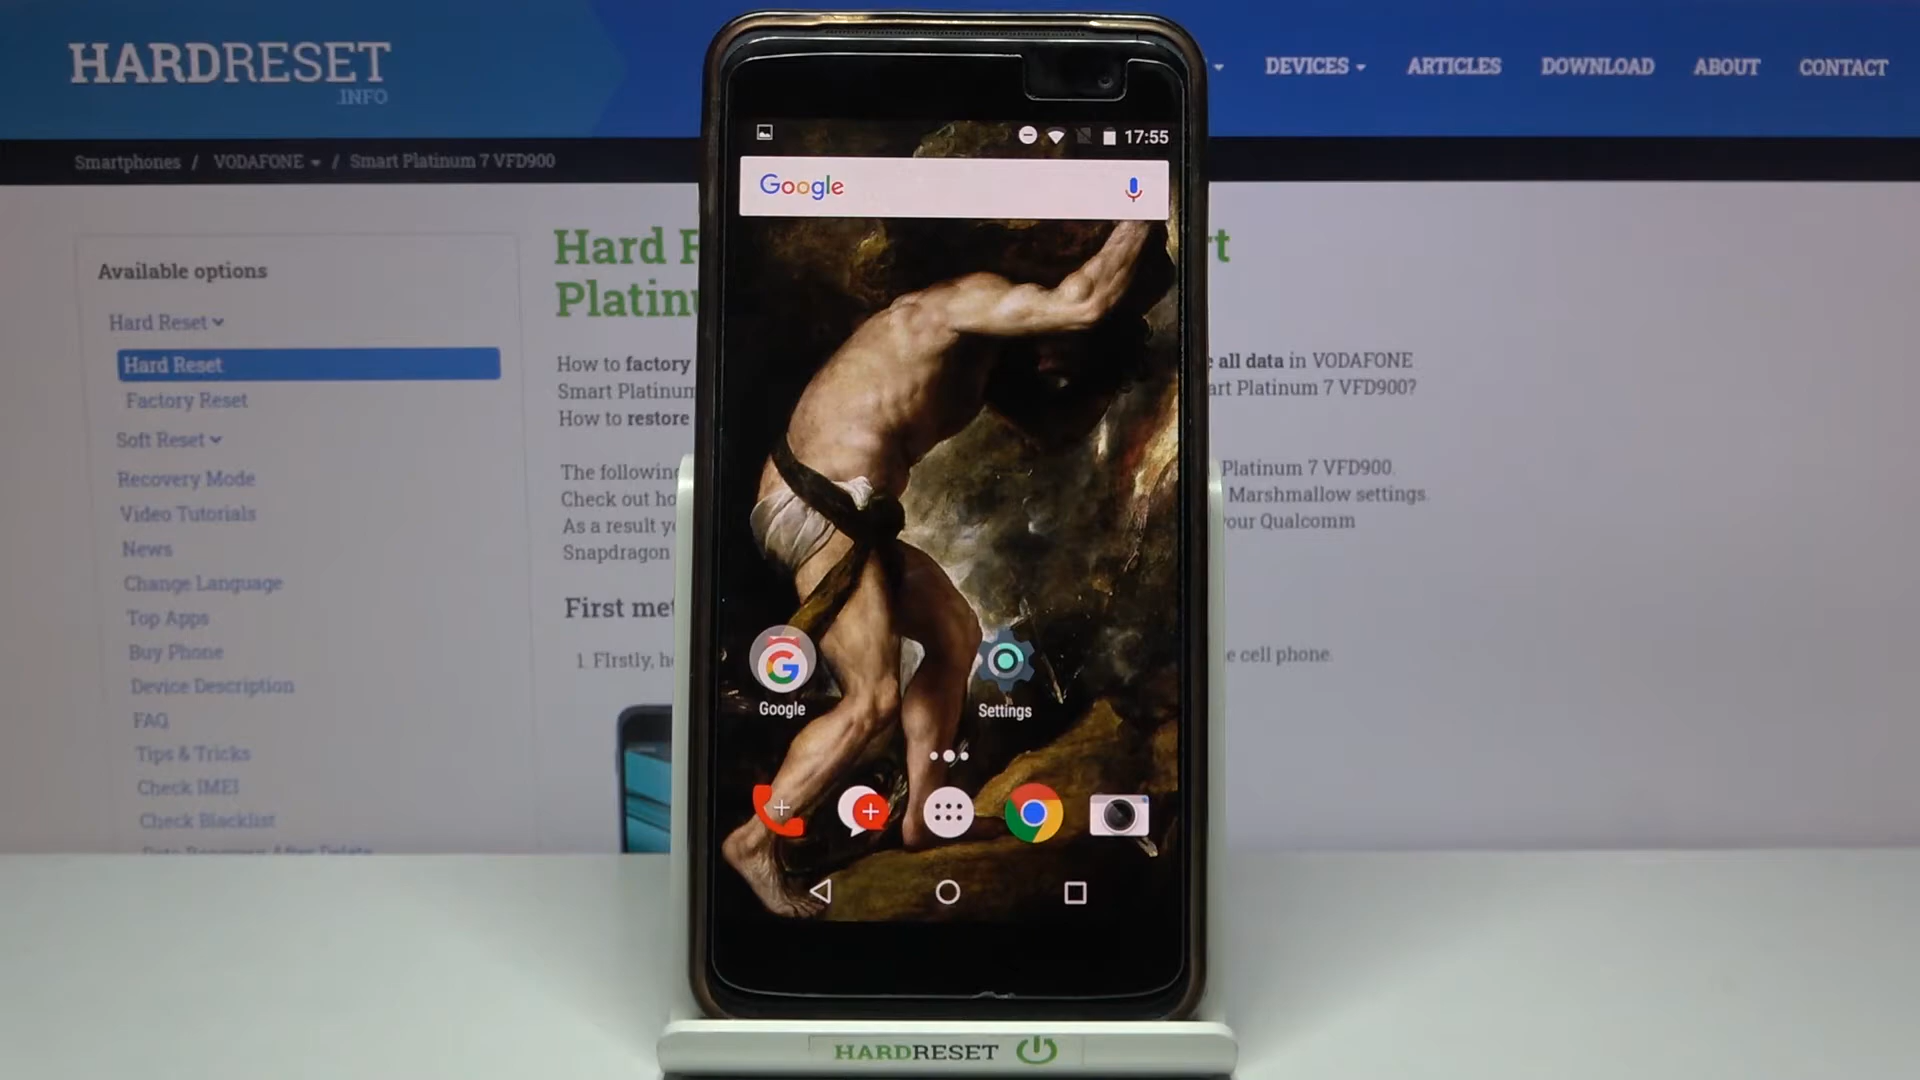 HARDRESET
.INFO
DEVICES
ARTICLES
DOWNLOAD
ABOUT
CONTACT
Smartphones / VODAFONE / Smart Platinum 7 VFD900
17:55
Google
Available options
Hard Reset
Hard Reset
Factory Reset
Soft Reset
Recovery Mode
Video Tutorials
News
Change Language
Top Apps
Buy Phone
Device Description
FAQ
Tips & Tricks
Check IMEI
Check Blacklist
Hard
Platinu
How to factory
all data in VODAFONE
Smart Platinum
art Platinum 7 VFD900?
How to restore
The following
Platinum 7 VFD900.
Check out ho
Marshmallow settings.
As a result
your Qualcomm
Snapdragon
First me
1. FIrstly, h
e cell phone.
Google
Settings
HARDRESET